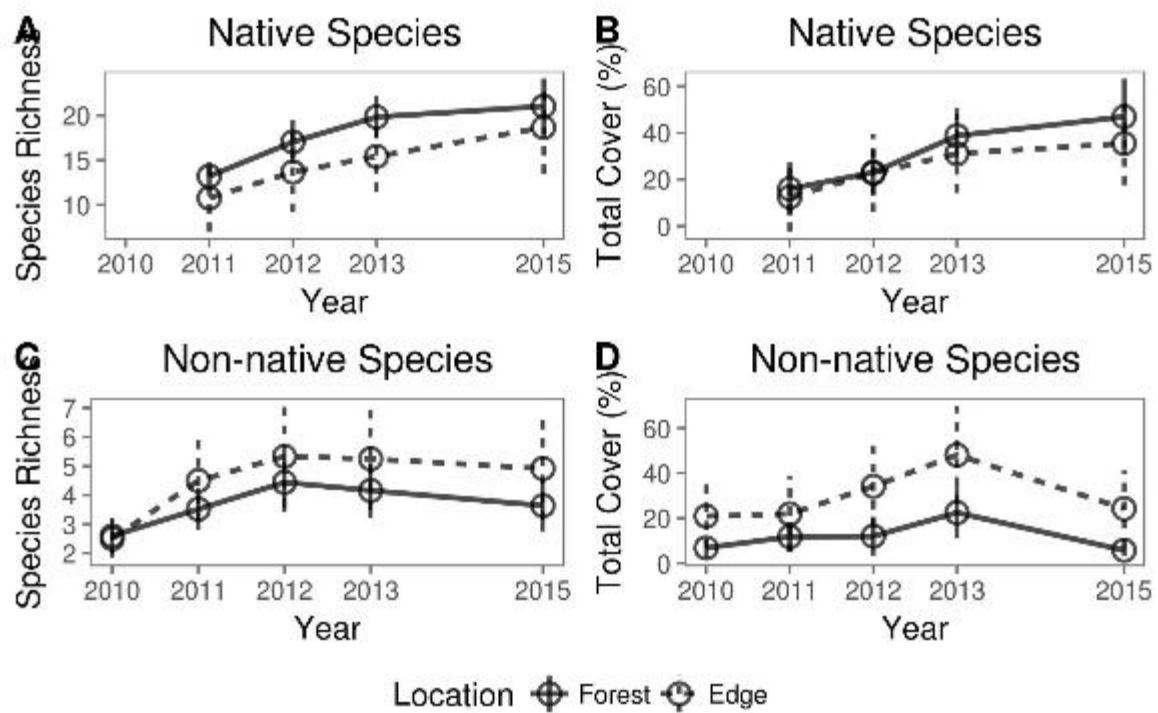 A Native Species
Species Richness
20
15
10
2010 2011 2012 2013 2015
Year
B Native Species
Total Cover (%)
60
40
20
0
2010 2011 2012 2013 2015
Year
C Non-native Species
Species Richness
7
6
5
4
3
2
2010 2011 2012 2013 2015
Year
D Non-native Species
Total Cover (%)
60
40
20
0
2010 2011 2012 2013 2015
Year
Location Forest Edge